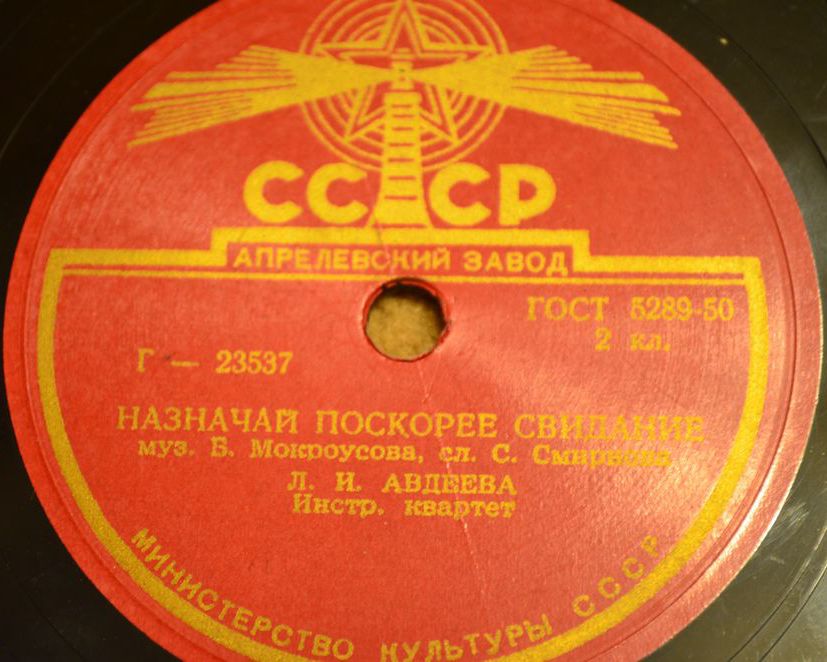 СССР
АПРЕЛЕВСКИЙ ЗАВОД
ГОСТ 5289-50
2 кл.
Г — 23537
НАЗНАЧАЙ ПОСКОРЕЕ СВИДАНИЕ
муз. Б. Мокроусова, сл. С. Смирнова
Л. И. АВДЕЕВА
Инстр. квартет
МИНИСТЕРСТВО КУЛЬТУРЫ СССР